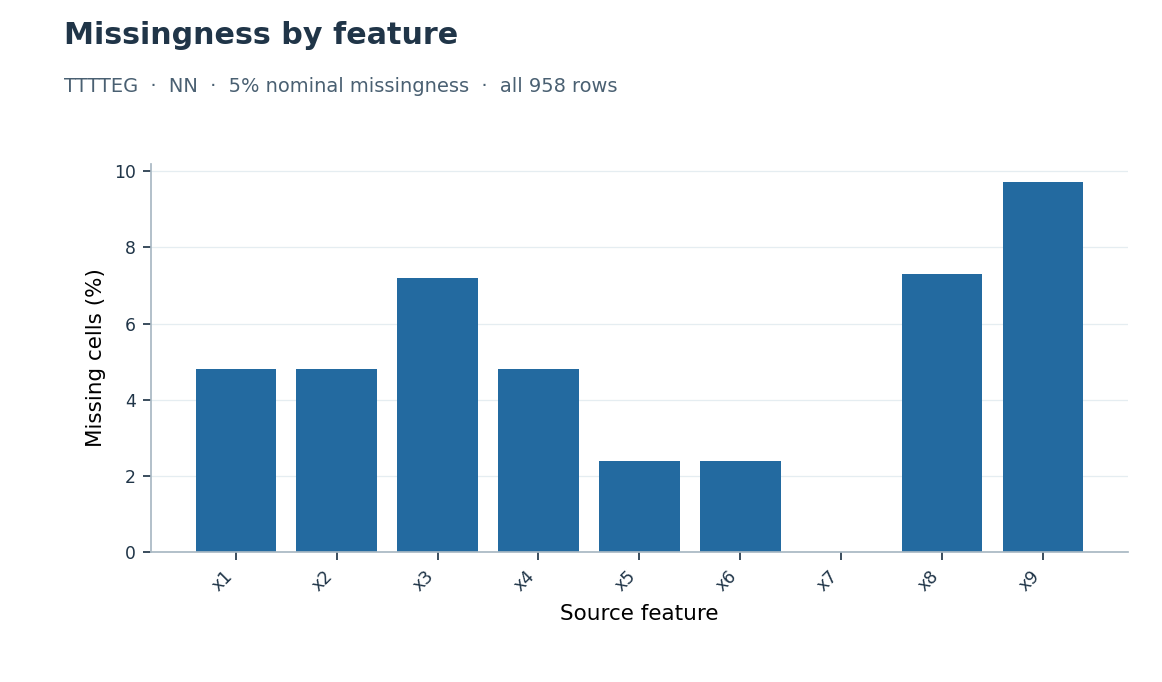 Missingness by feature
TTTTEG · NN · 5% nominal missingness · all 958 rows
10
8
6
4
2
0
Missing cells (%)
x1 x2 x3 x4 x5 x6 x7 x8 x9
Source feature